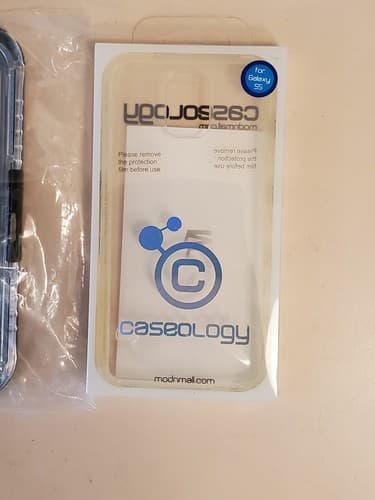 for
Galaxy
S5
caseology
modnmall.com
Please remove
the protection
film before use
Please remove
the protection
film before use
C
caseology
modnmall.com